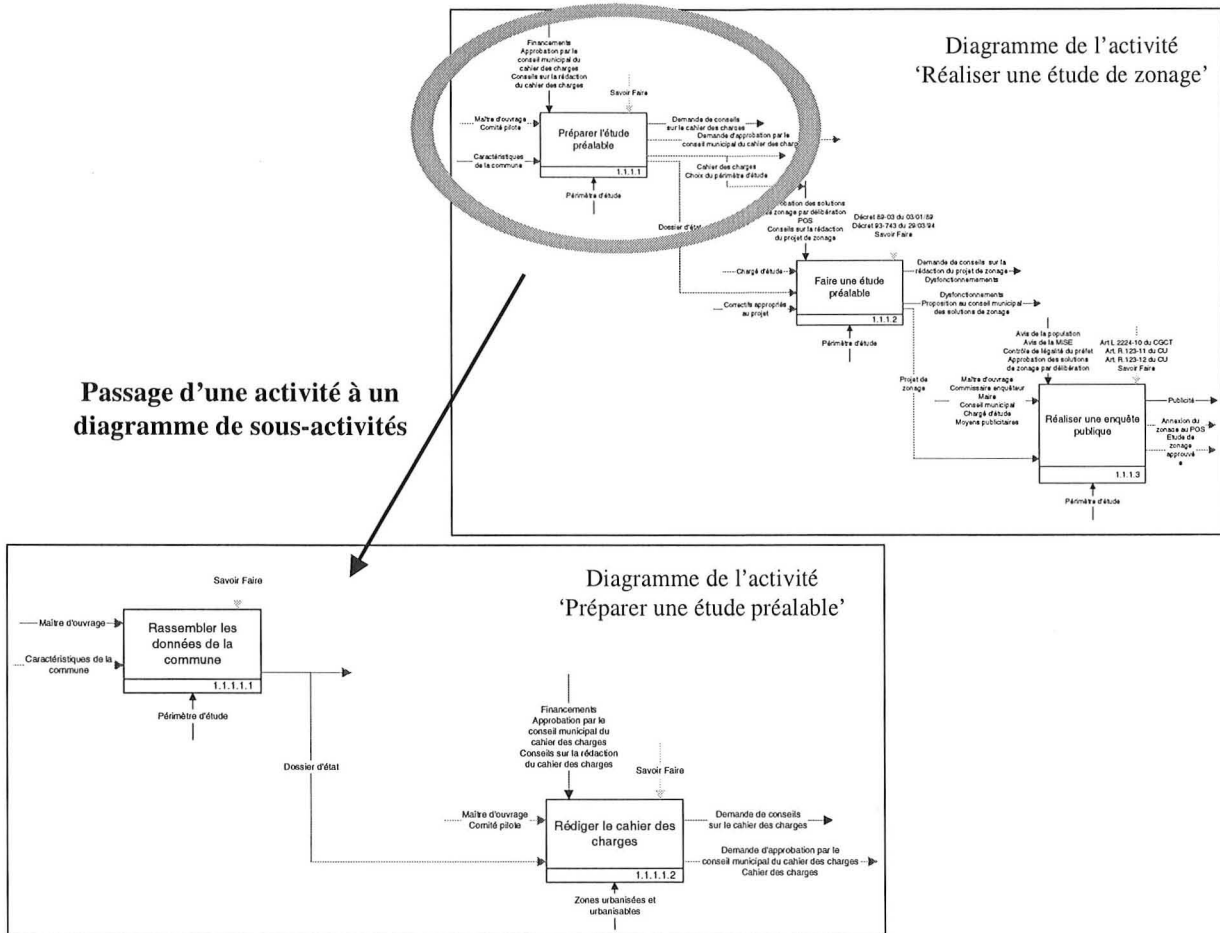 Diagramme de l'activité
'Réaliser une étude de zonage'
Financements
Approbation par le
conseil municipal du
cahier des charges
Conseils sur la rédaction
du cahier des charges
Savoir Faire
Maître d'ouvrage
Comité pilote
Caractéristiques
de la commune
Préparer l'étude
préalable
1.1.1.1
Périmètre d'étude
Demande de conseils
sur le cahier des charges
Demande d'approbation par le
conseil municipal du cahier des charg
Cahier des charges
Choix du périmètre d'étude
Dossier d'état
obation des solutions
de zonage par délibération
POS
Conseils sur la rédaction
du projet de zonage
Décret 69-03 du 03/01/69
Décret 93-743 du 29/03/94
Savoir Faire
Chargé d'étude
Correctifs appropriés
au projet
Faire une étude
préalable
1.1.1.2
Périmètre d'étude
Demande de conseils sur la
rédaction du projet de zonage
Dysfonctionnemements
Dysfonctionnements
Proposition au conseil municipal
des solutions de zonage
Projet de
zonage
Avis de la population
Avis de la MISE
Contrôle de légalité du préfet
Approbation des solutions
de zonage par délibération
Art L 2224-10 du CGCT
Art. R 123-11 du CU
Art. R 123-12 du CU
Savoir Faire
Maître d'ouvrage
Commissaire enquêteur
Maire
Conseil municipal
Chargé d'étude
Moyens publicitaires
Réaliser une enquête
publique
1.1.1.3
Périmètre d'étude
Publicité
Annexion du
zonage au POS
Etude de
zonage
approuvé
e
Passage d'une activité à un
diagramme de sous-activités
Diagramme de l'activité
'Préparer une étude préalable'
Savoir Faire
Maître d'ouvrage
Caractéristiques de la
commune
Rassembler les
données de la
commune
1.1.1.1.1
Périmètre d'étude
Dossier d'état
Financements
Approbation par le
conseil municipal du
cahier des charges
Conseils sur la rédaction
du cahier des charges
Savoir Faire
Maître d'ouvrage
Comité pilote
Rédiger le cahier des
charges
1.1.1.1.2
Zones urbanisées et
urbanisables
Demande de conseils
sur le cahier des charges
Demande d'approbation par le
conseil municipal du cahier des charges
Cahier des charges